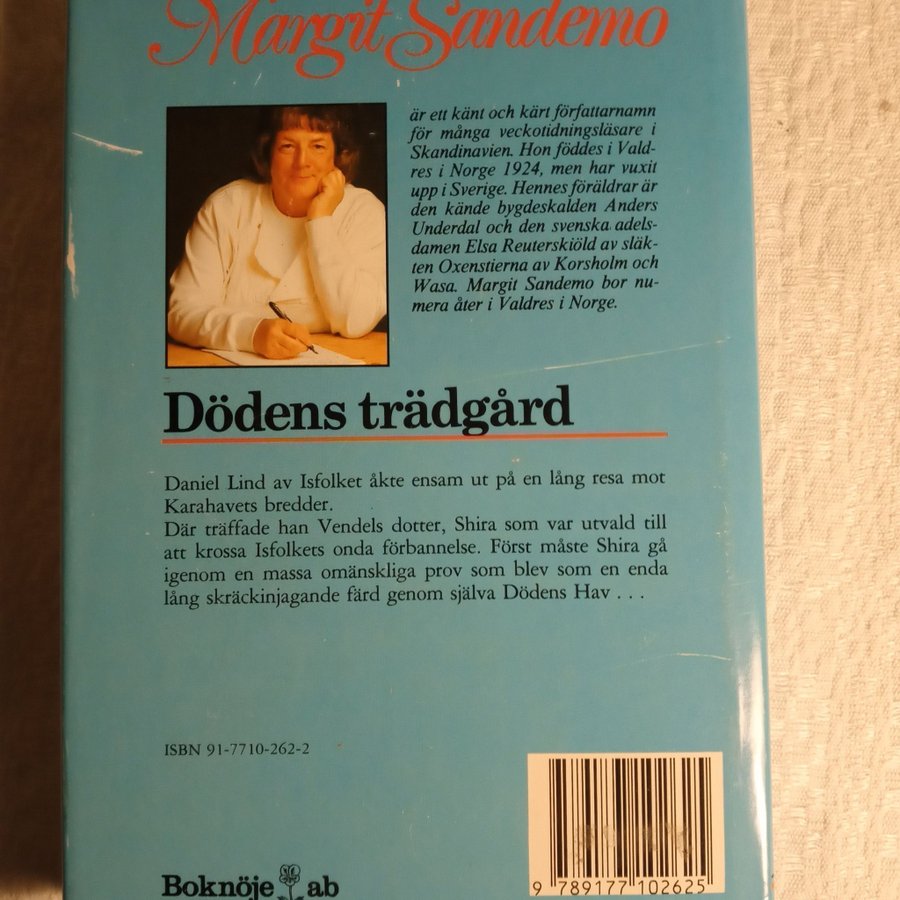 Margit Sandemo
är ett känt och kärt författarnamn
för många veckotidningsläsare i
Skandinavien. Hon föddes i Vald-
res i Norge 1924, men har vuxit
upp i Sverige. Hennes föräldrar är
den kände bygdeskalden Anders
Underdal och den svenska adels-
damen Elsa Reuterskiöld av släk-
ten Oxenstierna av Korsholm och
Wasa. Margit Sandemo bor nu-
mera åter i Valdres i Norge.
Dödens trädgård
Daniel Lind av Isfolket åkte ensam ut på en lång resa mot
Karahavets bredder.
Där träffade han Vendels dotter, Shira som var utvald till
att krossa Isfolkets onda förbannelse. Först måste Shira gå
igenom en massa omänskliga prov som blev som en enda
lång skräckinjagande färd genom själva Dödens Hav . . .
ISBN 91-7710-262-2
9 789177 102625
Boknöje ab